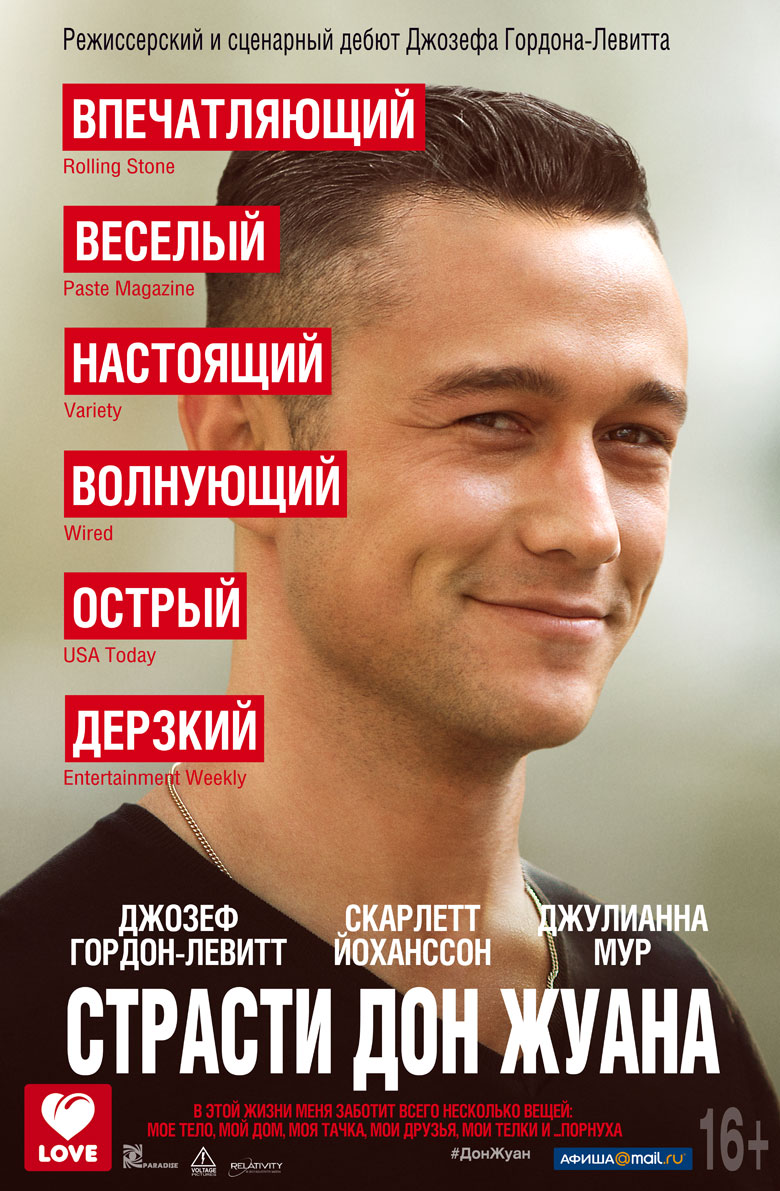 Режиссерский и сценарный дебют Джозефа Гордона-Левитта
ВПЕЧАТЛЯЮЩИЙ
Rolling Stone
ВЕСЕЛЫЙ
Paste Magazine
НАСТОЯЩИЙ
Variety
ВОЛНУЮЩИЙ
Wired
ОСТРЫЙ
USA Today
ДЕРЗКИЙ
Entertainment Weekly
ДЖОЗЕФ ГОРДОН-ЛЕВИТТ
СКАРЛЕТТ ЙОХАНССОН
ДЖУЛИАННА МУР
СТРАСТИ ДОН ЖУАНА
В ЭТОЙ ЖИЗНИ МЕНЯ ЗАБОТИТ ВСЕГО НЕСКОЛЬКО ВЕЩЕЙ:
МОЕ ТЕЛО, МОЙ ДОМ, МОЯ ТАЧКА, МОИ ДРУЗЬЯ, МОИ ТЕЛКИ И ...ПОРНУХА
LOVE
PARADISE
VOLTAGE
PICTURES
RELATIVITY
#ДонЖуан
АФИША@mail.ru
16+